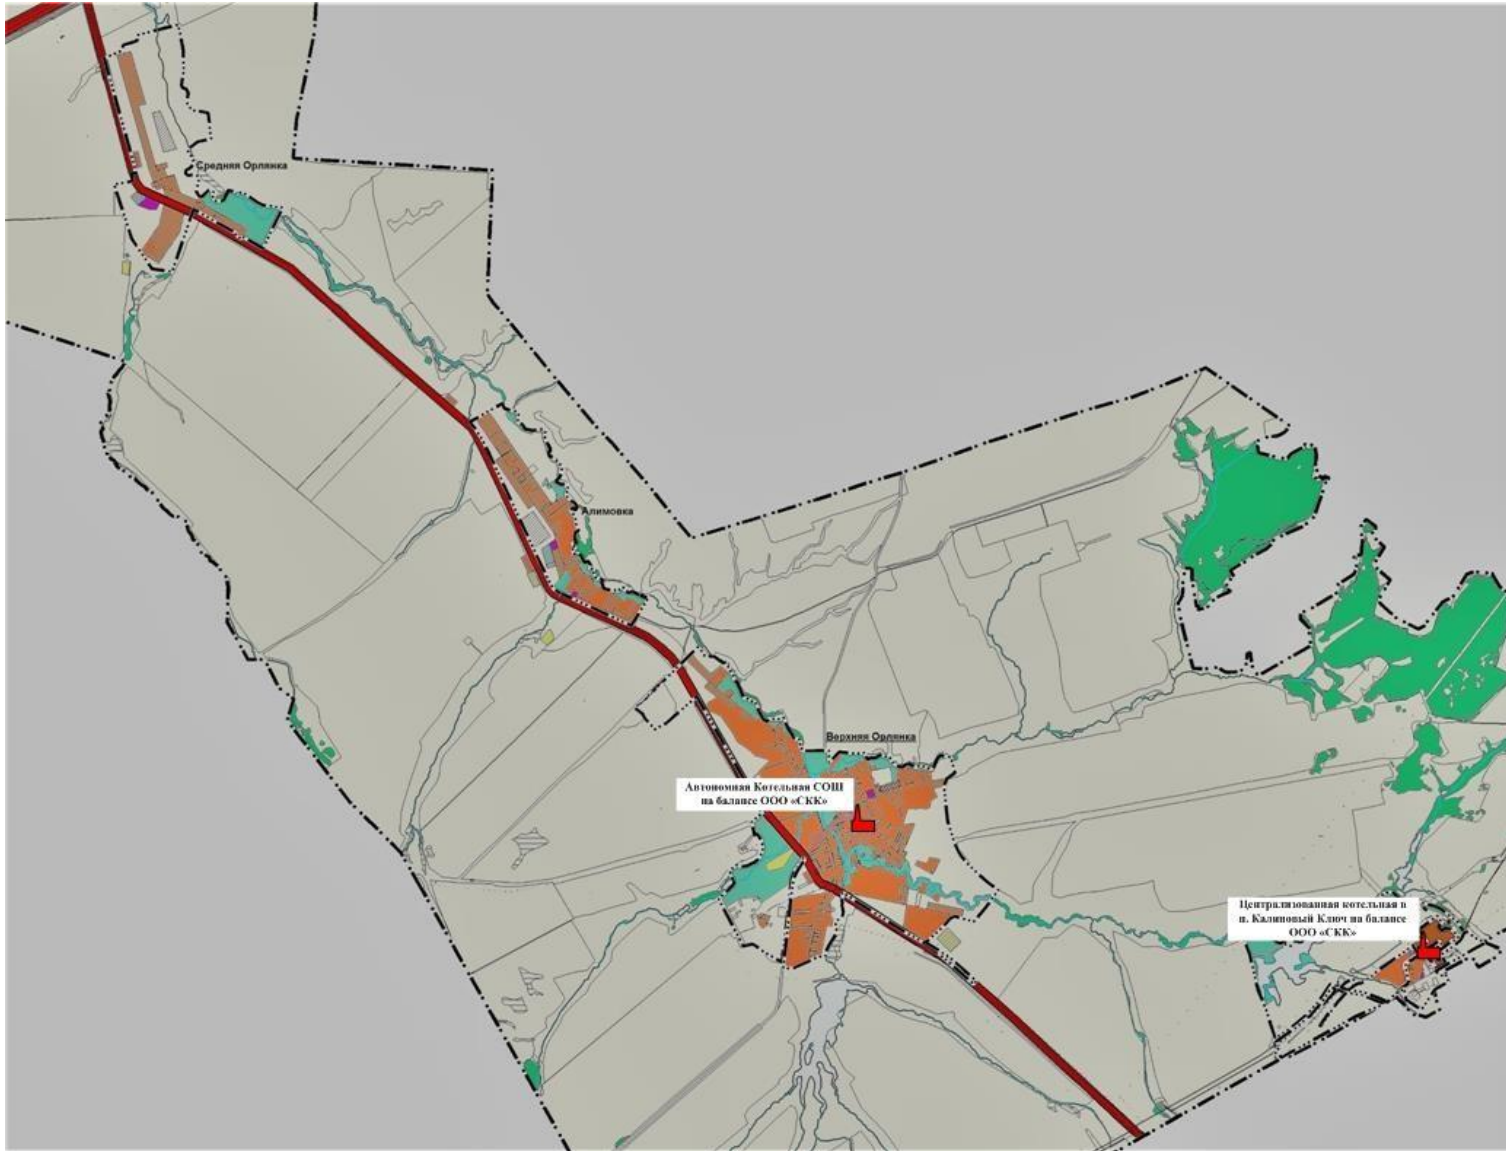 Средняя Орлянка
Алимовка
Верхняя Орлянка
Автономная Котельная СОШ
на балансе ООО «СКК»
Централизованная котельная в
п. Калиновый Ключ на балансе
ООО «СКК»